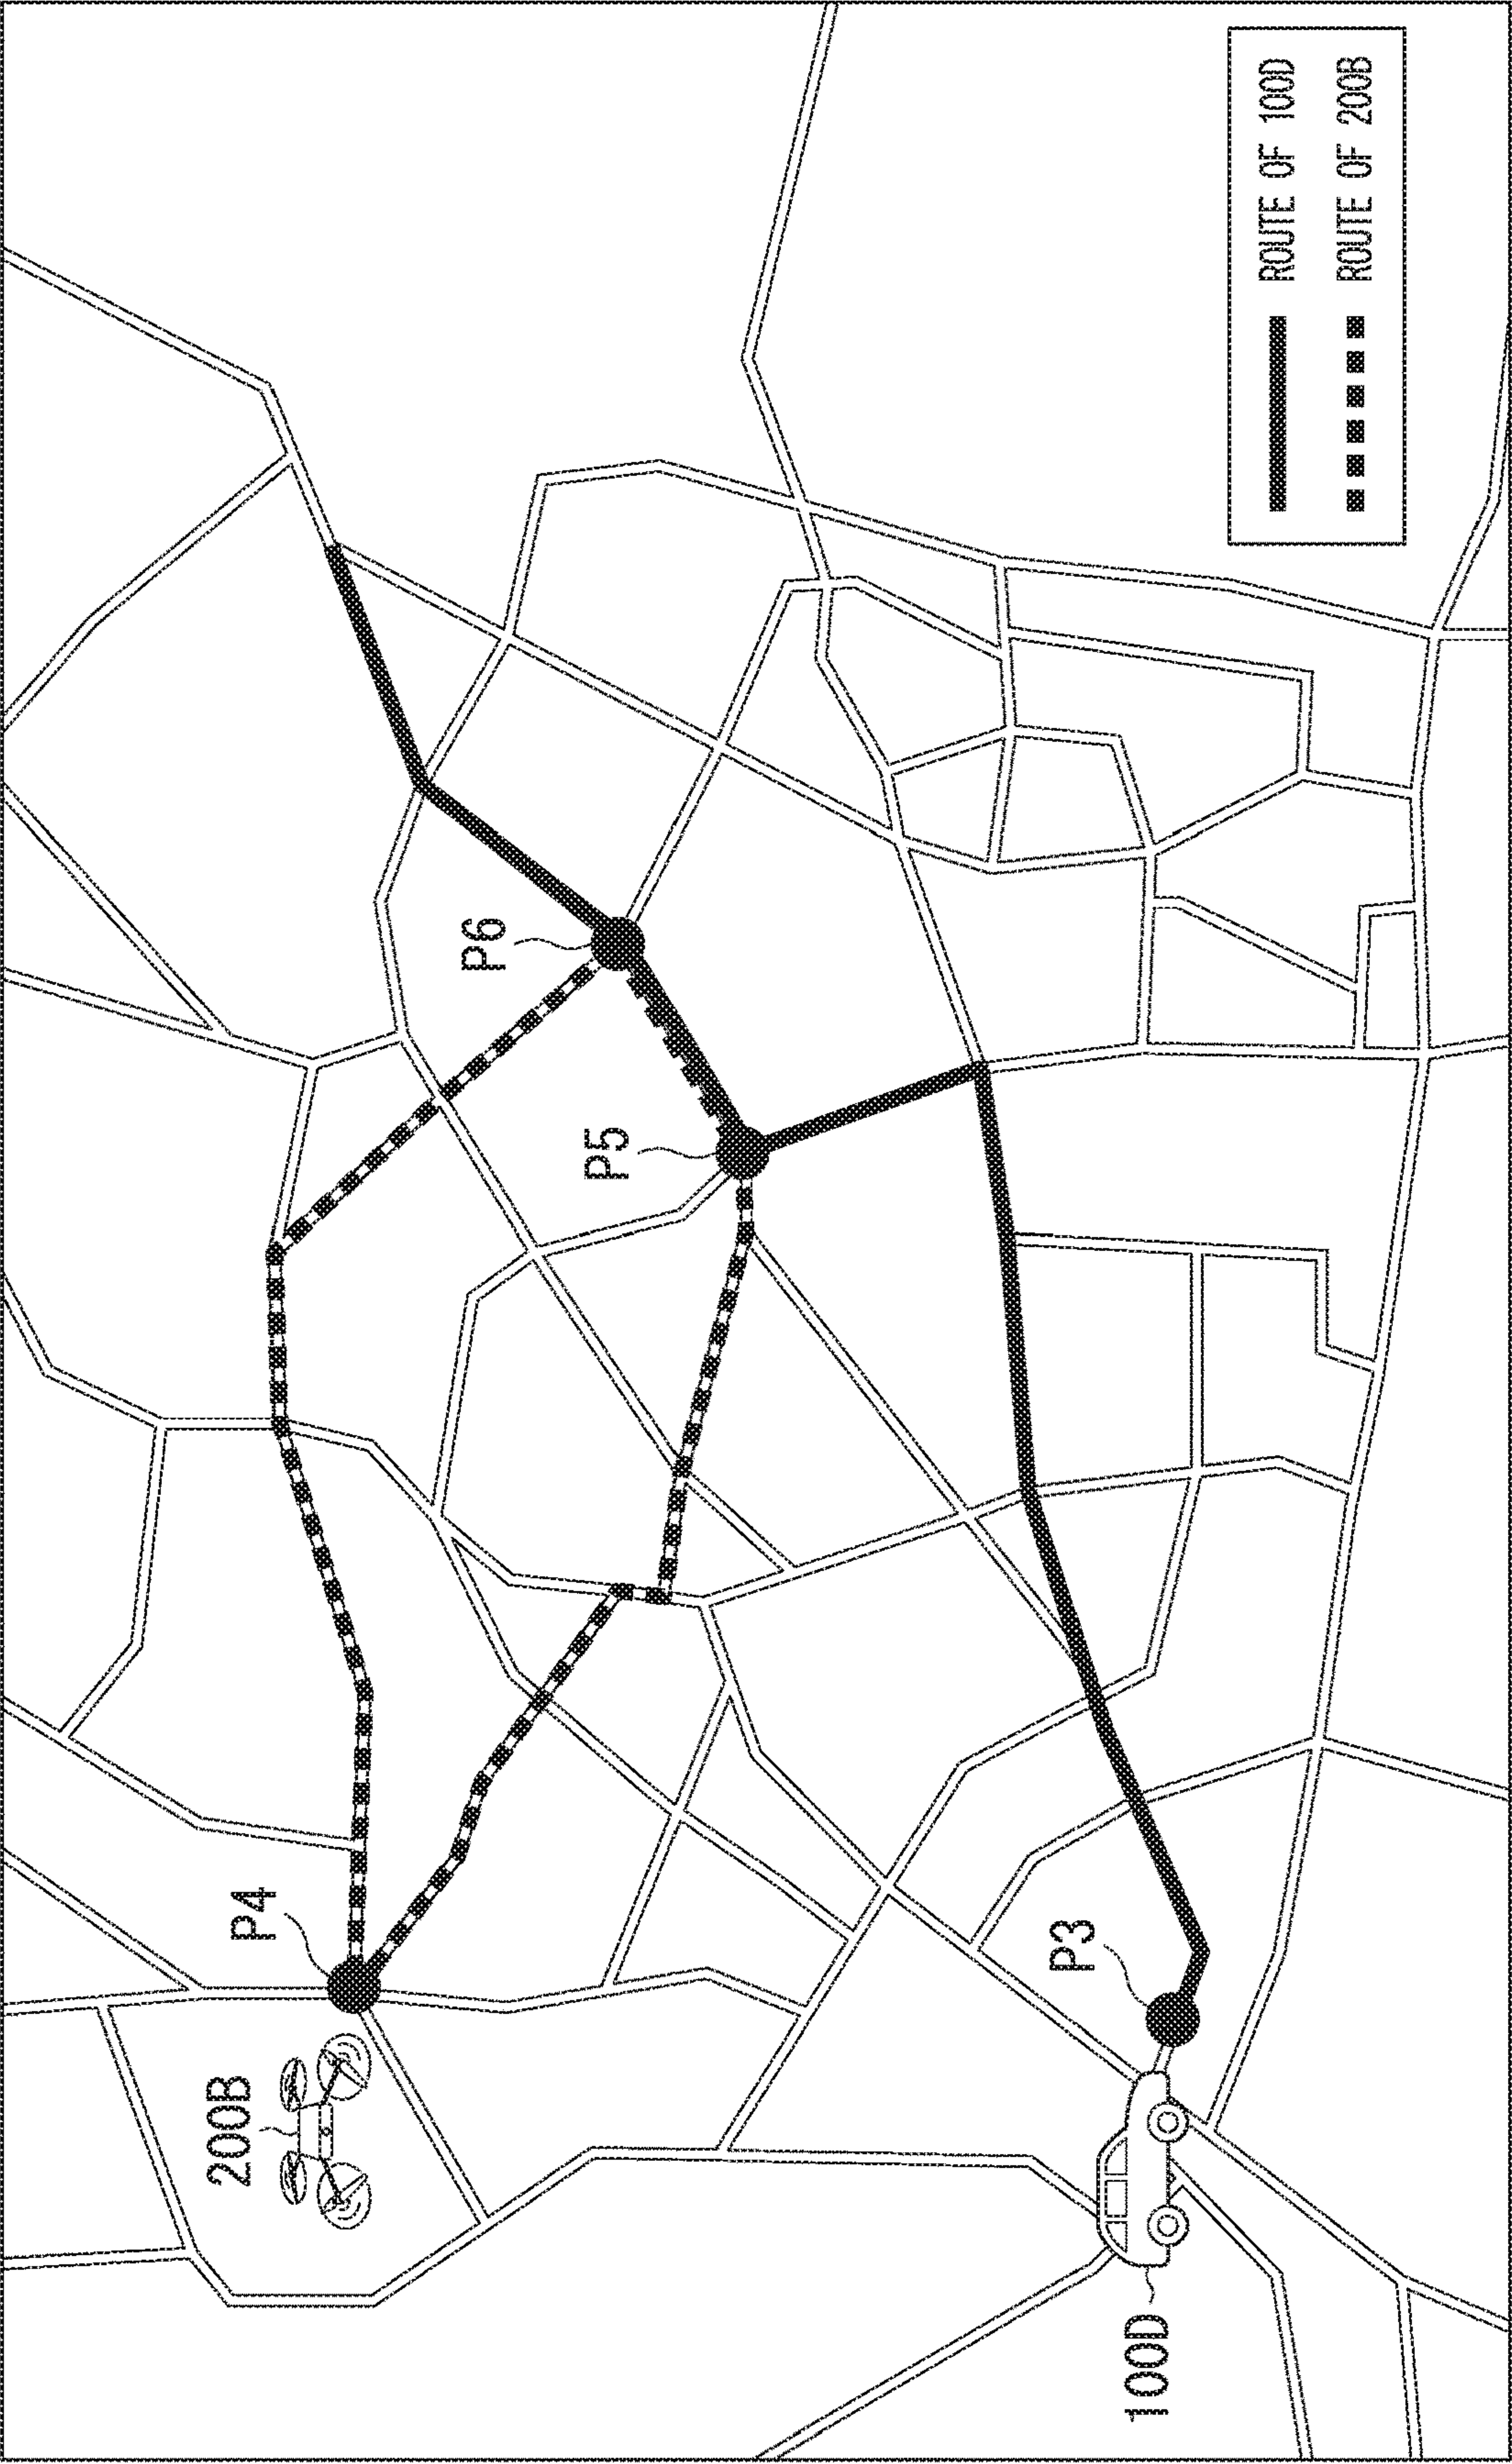 200B
P4
P6
P5
P3
100D
ROUTE OF 100D
ROUTE OF 200B